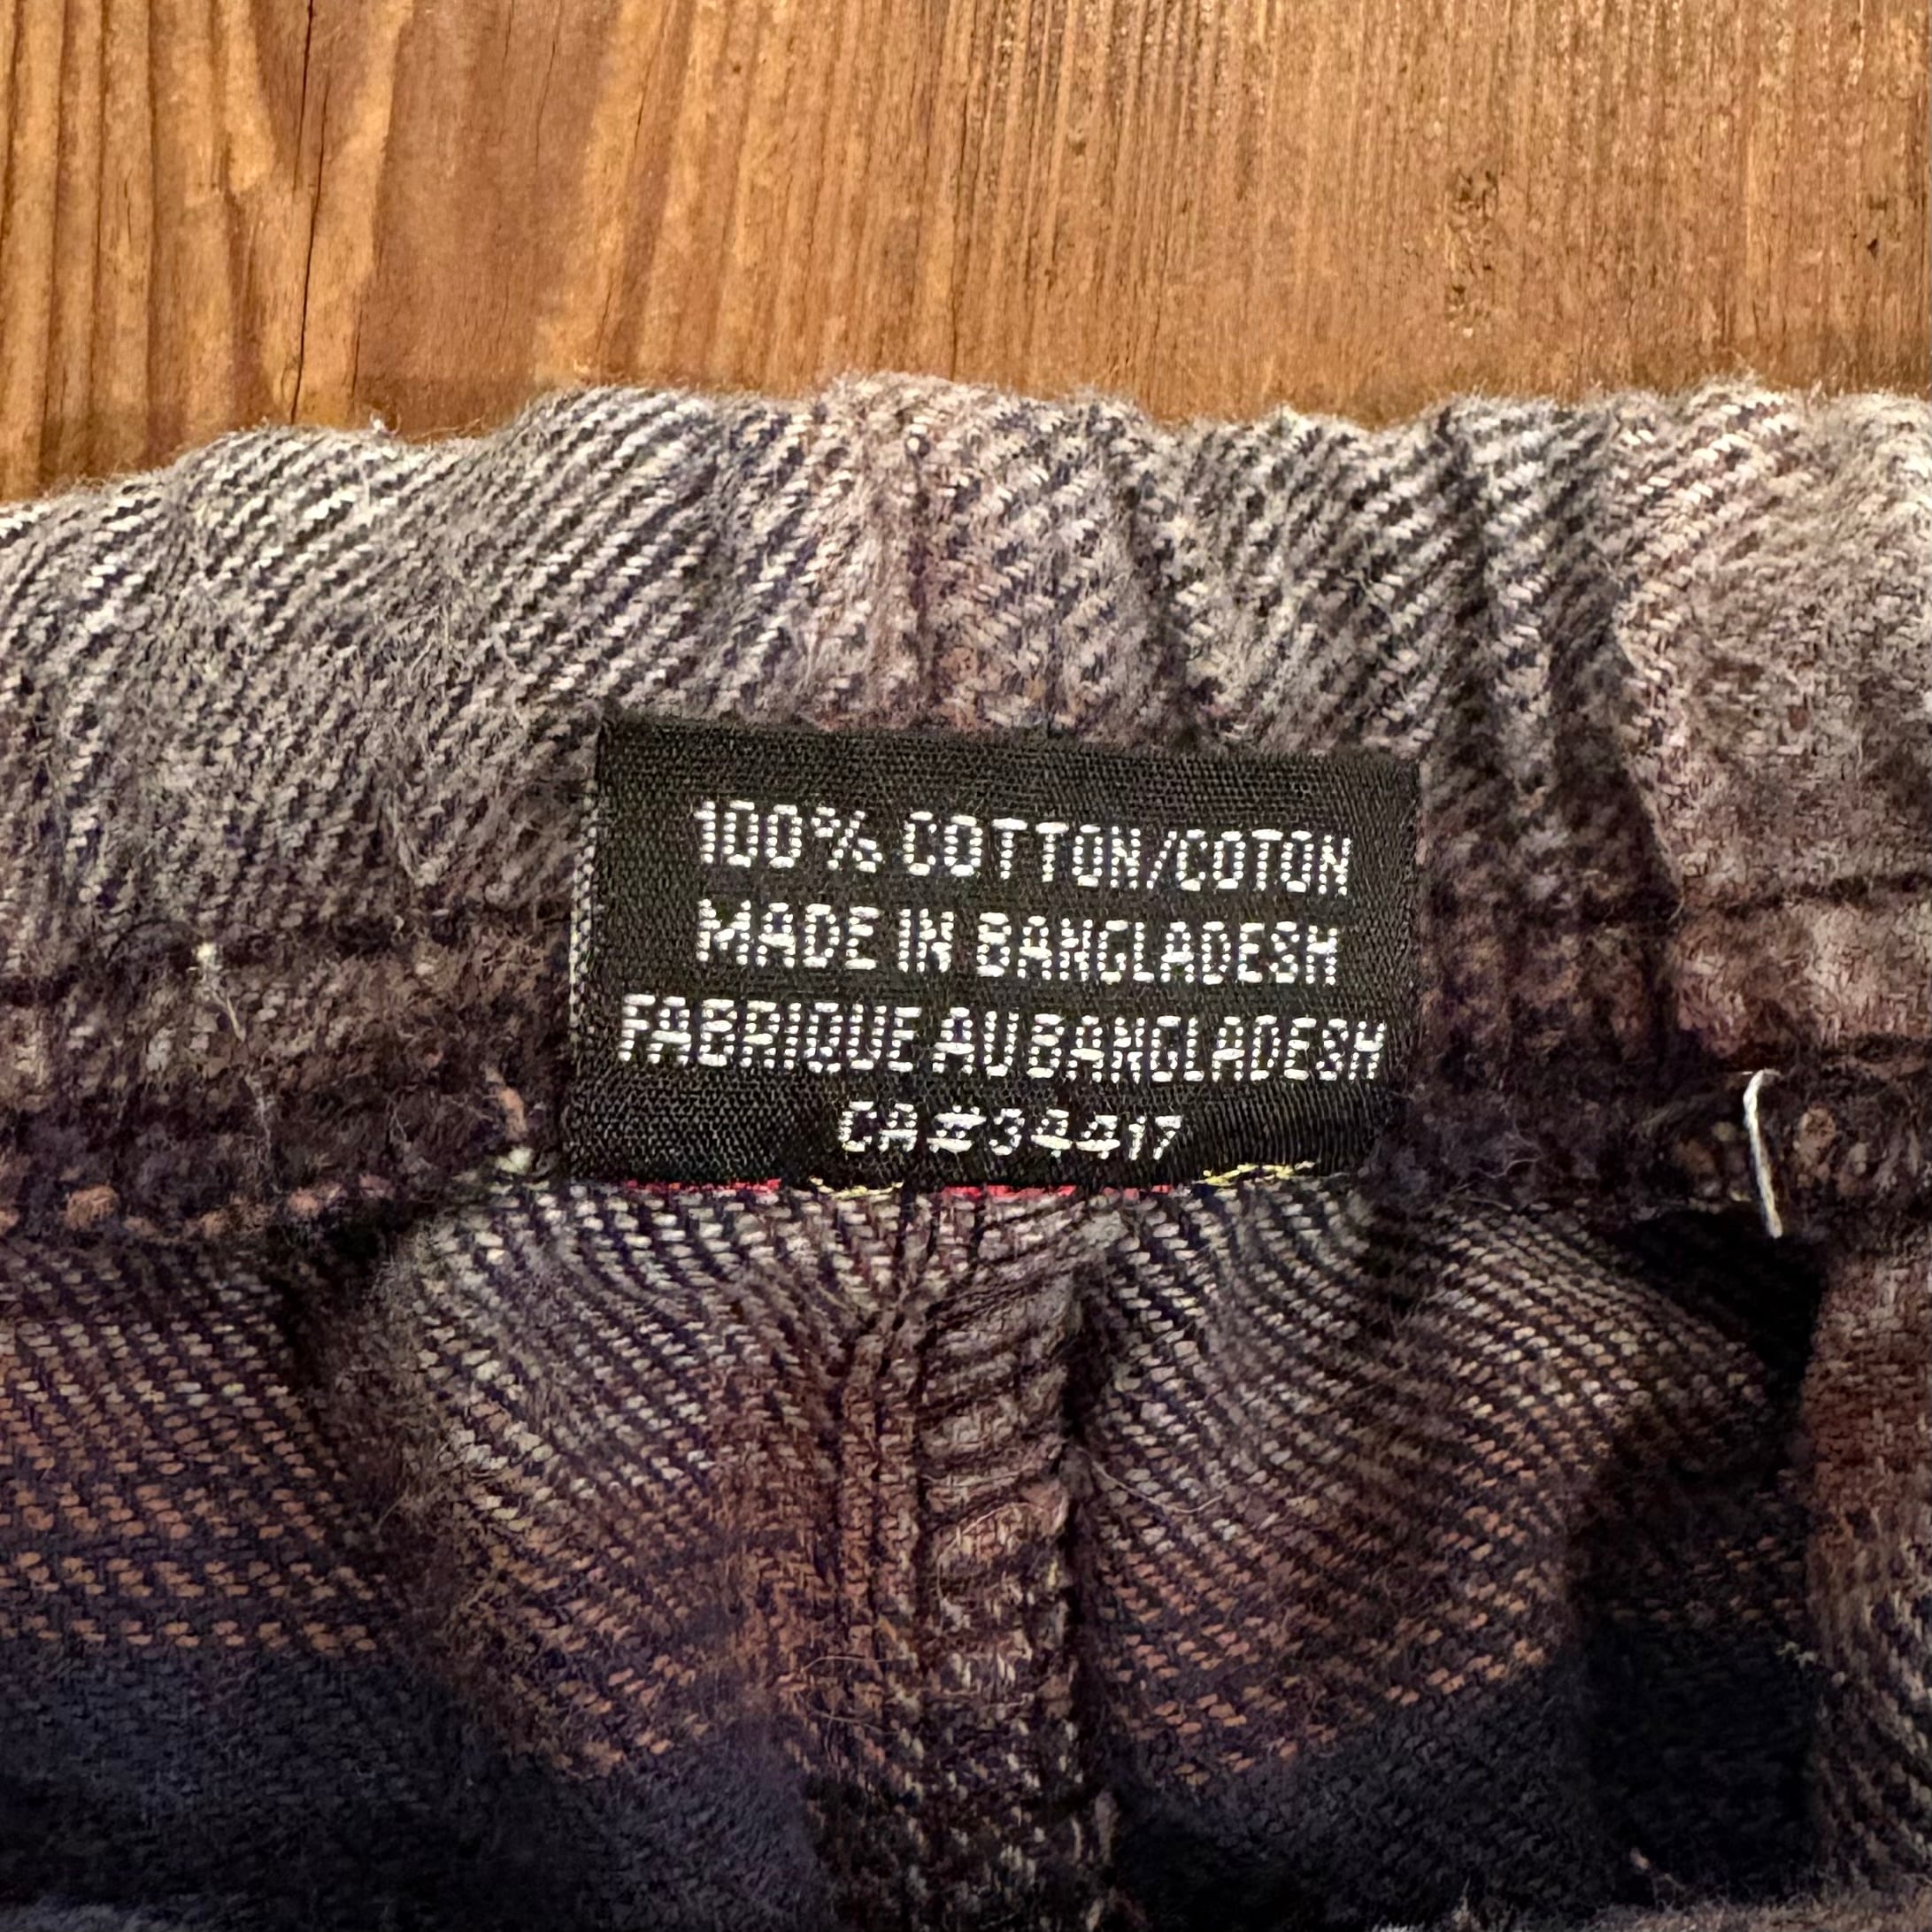 100% COTTON/COTON
MADE IN BANGLADESH
FABRIQUE AU BANGLADESH
CA#34417